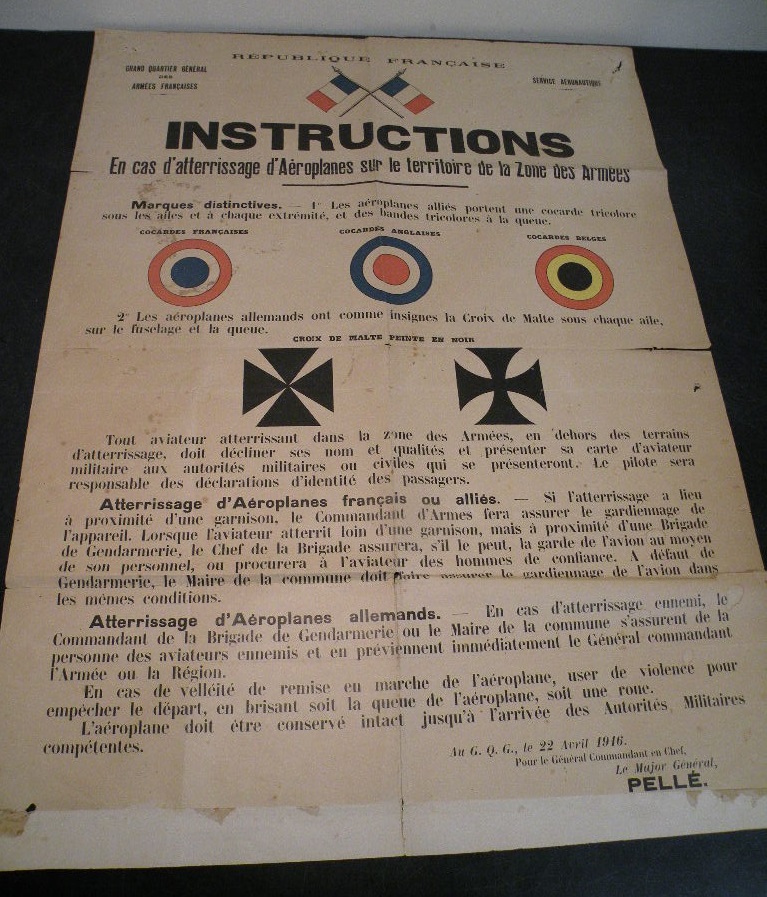 RÉPUBLIQUE FRANÇAISE
GRAND QUARTIER GÉNÉRAL
DES
ARMÉES FRANÇAISES
SERVICE AÉRONAUTIQUE
INSTRUCTIONS
En cas d'atterrissage d'Aéroplanes sur le territoire de la Zone des Armées
Marques distinctives. — 1° Les aéroplanes alliés portent une cocarde tricolore
sous les ailes et à chaque extrémité, et des bandes tricolores à la queue.
COCARDES FRANÇAISES
COCARDES ANGLAISES
COCARDES BELGES
2° Les aéroplanes allemands ont comme insignes la Croix de Malte sous chaque aile,
sur le fuselage et la queue.
CROIX DE MALTE PEINTE EN NOIR
Tout aviateur atterrissant dans la zone des Armées, en dehors des terrains
d'atterrissage, doit décliner ses nom et qualités et présenter sa carte d'aviateur
militaire aux autorités militaires ou civiles qui se présenteront. Le pilote sera
responsable des déclarations d'identité des passagers.
Atterrissage d'Aéroplanes français ou alliés. — Si l'atterrissage a lieu
à proximité d'une garnison, le Commandant d'Armes fera assurer le gardiennage de
l'appareil. Lorsque l'aviateur atterrit loin d'une garnison, mais à proximité d'une Brigade
de Gendarmerie, le Chef de la Brigade assurera, s'il le peut, la garde de l'avion au moyen
de son personnel, ou procurera à l'aviateur des hommes de confiance. A défaut de
Gendarmerie, le Maire de la commune doit faire assurer le gardiennage de l'avion dans
les mêmes conditions.
Atterrissage d'Aéroplanes allemands. — En cas d'atterrissage ennemi, le
Commandant de la Brigade de Gendarmerie ou le Maire de la commune s'assurent de la
personne des aviateurs ennemis et en préviennent immédiatement le Général commandant
l'Armée ou la Région.
En cas de velléité de remise en marche de l'aéroplane, user de violence pour
empêcher le départ, en brisant soit la queue de l'aéroplane, soit une roue.
L'aéroplane doit être conservé intact jusqu'à l'arrivée des Autorités Militaires
compétentes.
Au G. Q. G., le 22 Avril 1916.
Pour le Général Commandant en Chef,
Le Major Général,
PELLÉ.